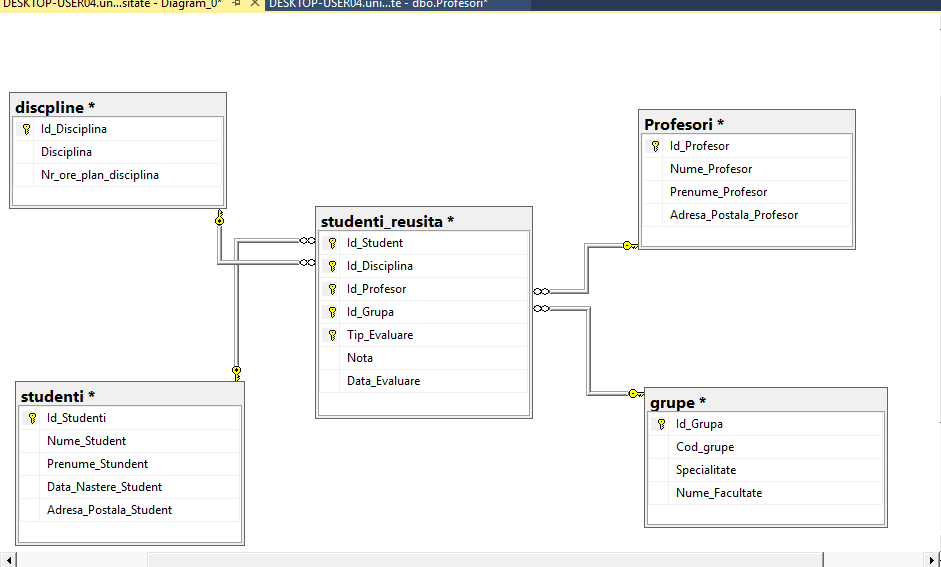 DESKTOP-USER04.un...sitate - Diagram_0*
DESKTOP-USER04.uni...te - dbo.Profesori*
discpline *
Id_Disciplina
Disciplina
Nr_ore_plan_disciplina
Profesori *
Id_Profesor
Nume_Profesor
Prenume_Profesor
Adresa_Postala_Profesor
studenti_reusita *
Id_Student
Id_Disciplina
Id_Profesor
Id_Grupa
Tip_Evaluare
Nota
Data_Evaluare
studenti *
Id_Studenti
Nume_Student
Prenume_Stundent
Data_Nastere_Student
Adresa_Postala_Student
grupe *
Id_Grupa
Cod_grupe
Specialitate
Nume_Facultate